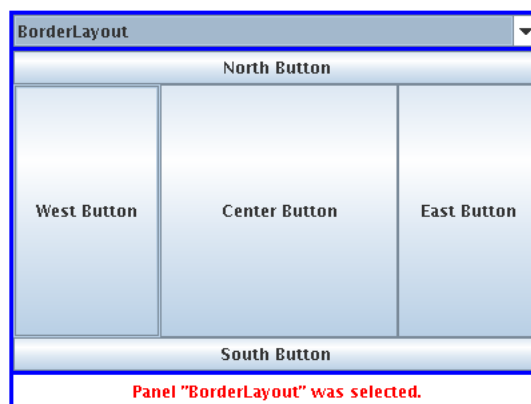 BorderLayout
North Button
West Button Center Button East Button
South Button
Panel "BorderLayout" was selected.